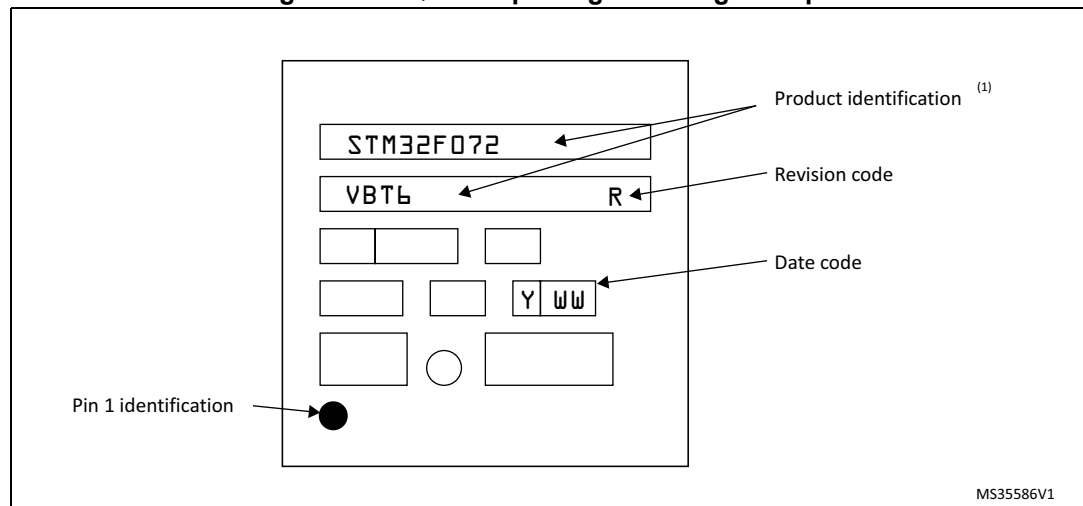 Product identification (1)
STM32F072
Revision code
VBT6 R
Date code
Y WW
Pin 1 identification
MS35586V1